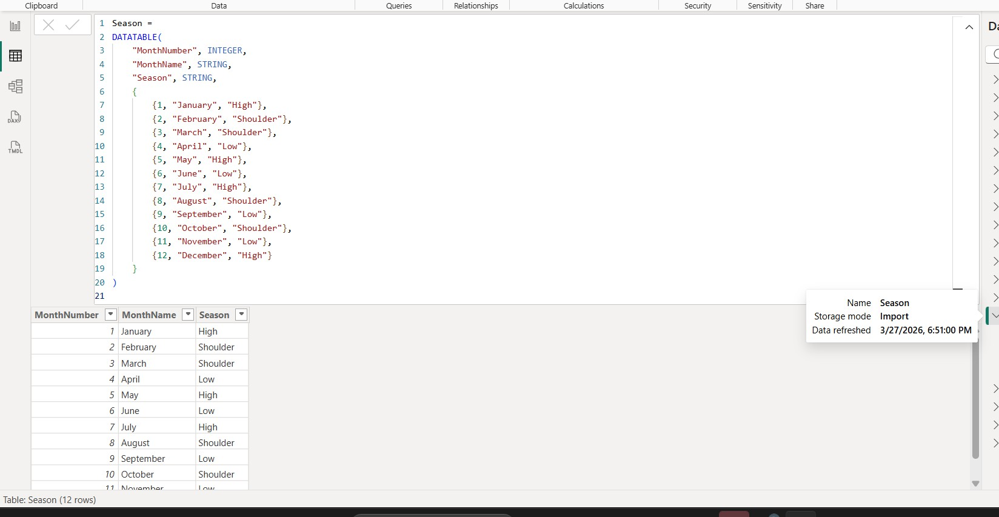 Clipboard Data Queries Relationships Calculations Security Sensitivity Share
1 Season =
2 DATATABLE(
3 "MonthNumber", INTEGER,
4 "MonthName", STRING,
5 "Season", STRING,
6 {
7 {1, "January", "High"},
8 {2, "February", "Shoulder"},
9 {3, "March", "Shoulder"},
10 {4, "April", "Low"},
11 {5, "May", "High"},
12 {6, "June", "Low"},
13 {7, "July", "High"},
14 {8, "August", "Shoulder"},
15 {9, "September", "Low"},
16 {10, "October", "Shoulder"},
17 {11, "November", "Low"},
18 {12, "December", "High"}
19 }
20 )
21
DAX
TMDL
Name Season
Storage mode Import
Data refreshed 3/27/2026, 6:51:00 PM
MonthNumber MonthName Season
1 January High
2 February Shoulder
3 March Shoulder
4 April Low
5 May High
6 June Low
7 July High
8 August Shoulder
9 September Low
10 October Shoulder
11 November Low
Table: Season (12 rows)